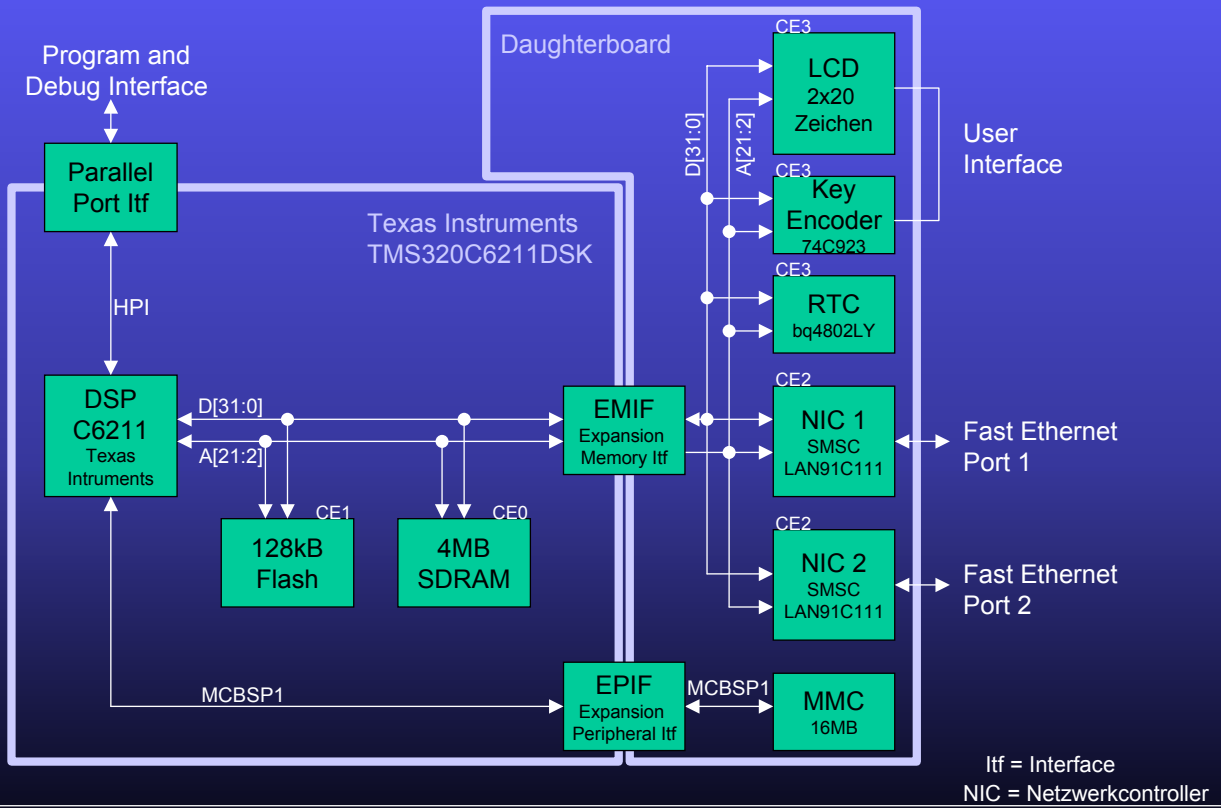 Program and
Debug Interface
Parallel
Port Itf
HPI
DSP
C6211
Texas
Intruments
D[31:0]
A[21:2]
Texas Instruments
TMS320C6211DSK
CE1
128kB
Flash
CE0
4MB
SDRAM
MCBSP1
EMIF
Expansion
Memory Itf
EPIF
Expansion
Peripheral Itf
MCBSP1
Daughterboard
D[31:0]
A[21:2]
CE3
LCD
2x20
Zeichen
CE3
Key
Encoder
74C923
User
Interface
CE3
RTC
bq4802LY
CE2
NIC 1
SMSC
LAN91C111
Fast Ethernet
Port 1
CE2
NIC 2
SMSC
LAN91C111
Fast Ethernet
Port 2
MMC
16MB
Itf = Interface
NIC = Netzwerkcontroller